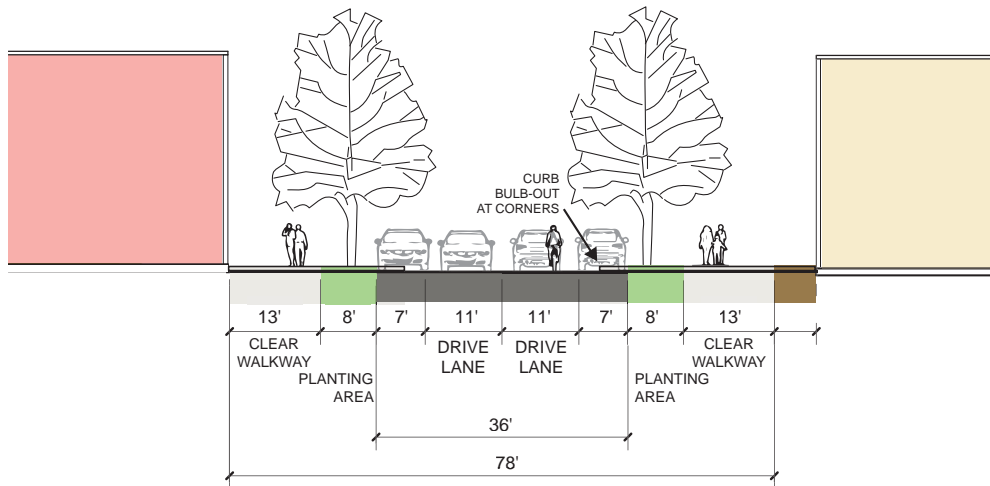 CURB
BULB-OUT
AT CORNERS
13' 8' 7' 11' 11' 7' 8' 13'
CLEAR
WALKWAY
PLANTING
AREA
DRIVE
LANE
DRIVE
LANE
PLANTING
AREA
CLEAR
WALKWAY
36'
78'